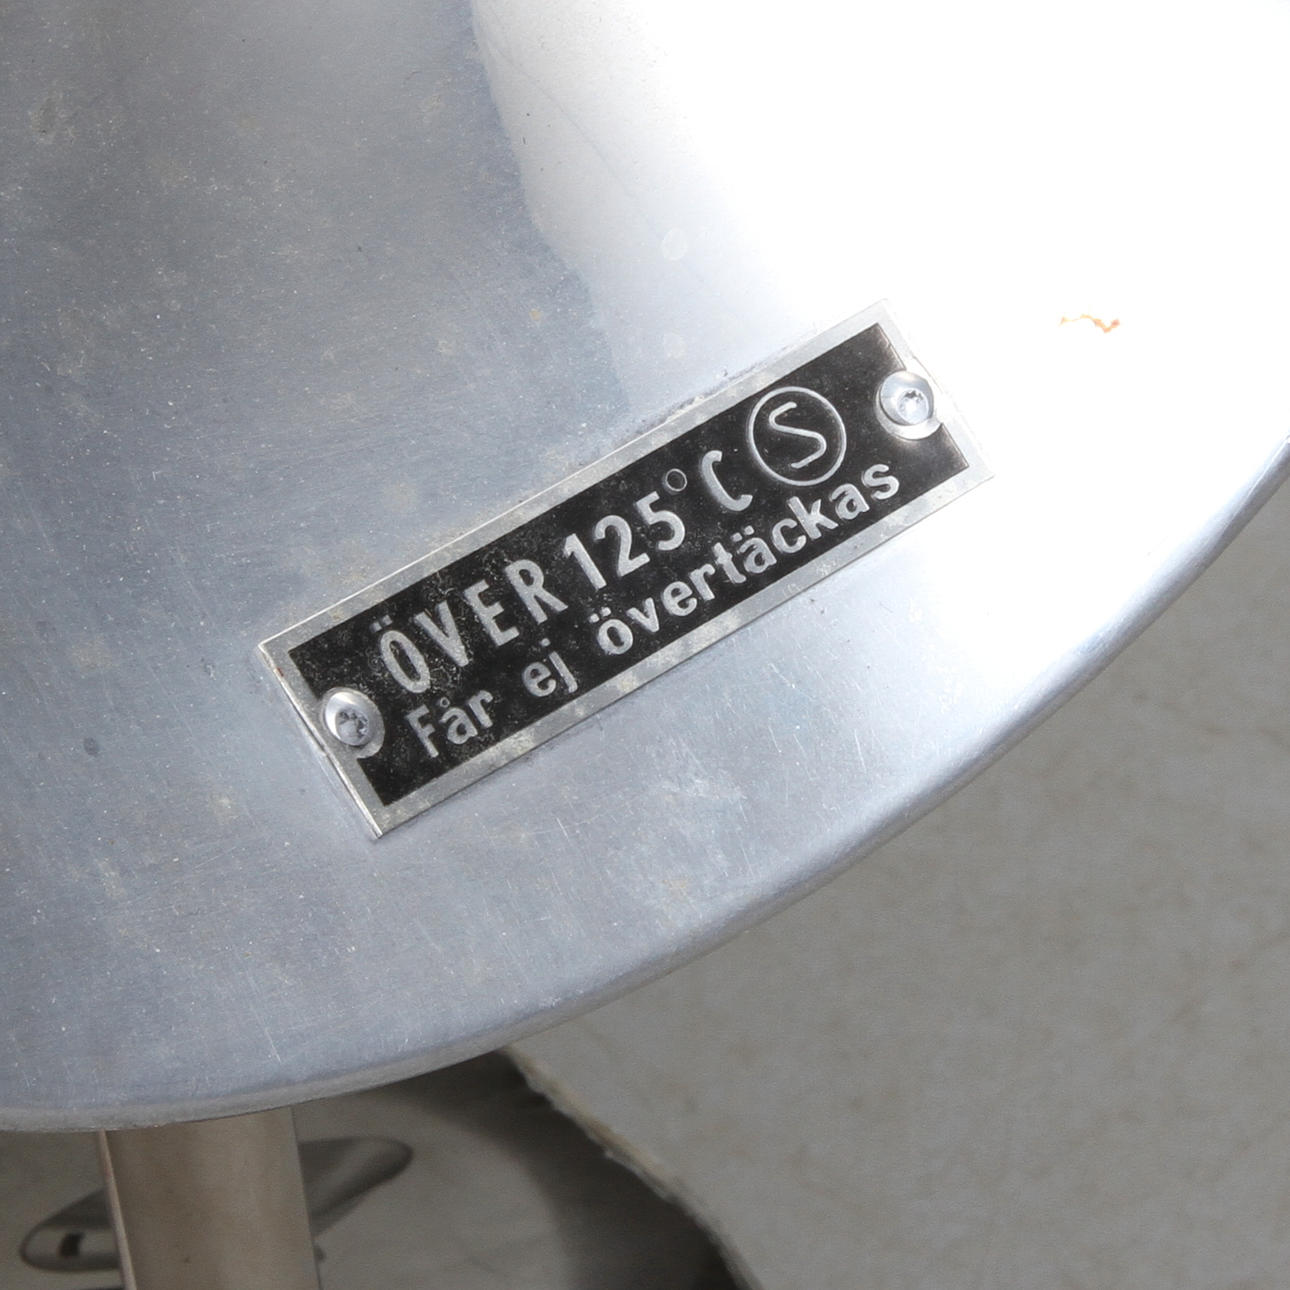 ÖVER 125° C Ⓢ
Får ej övertäckas